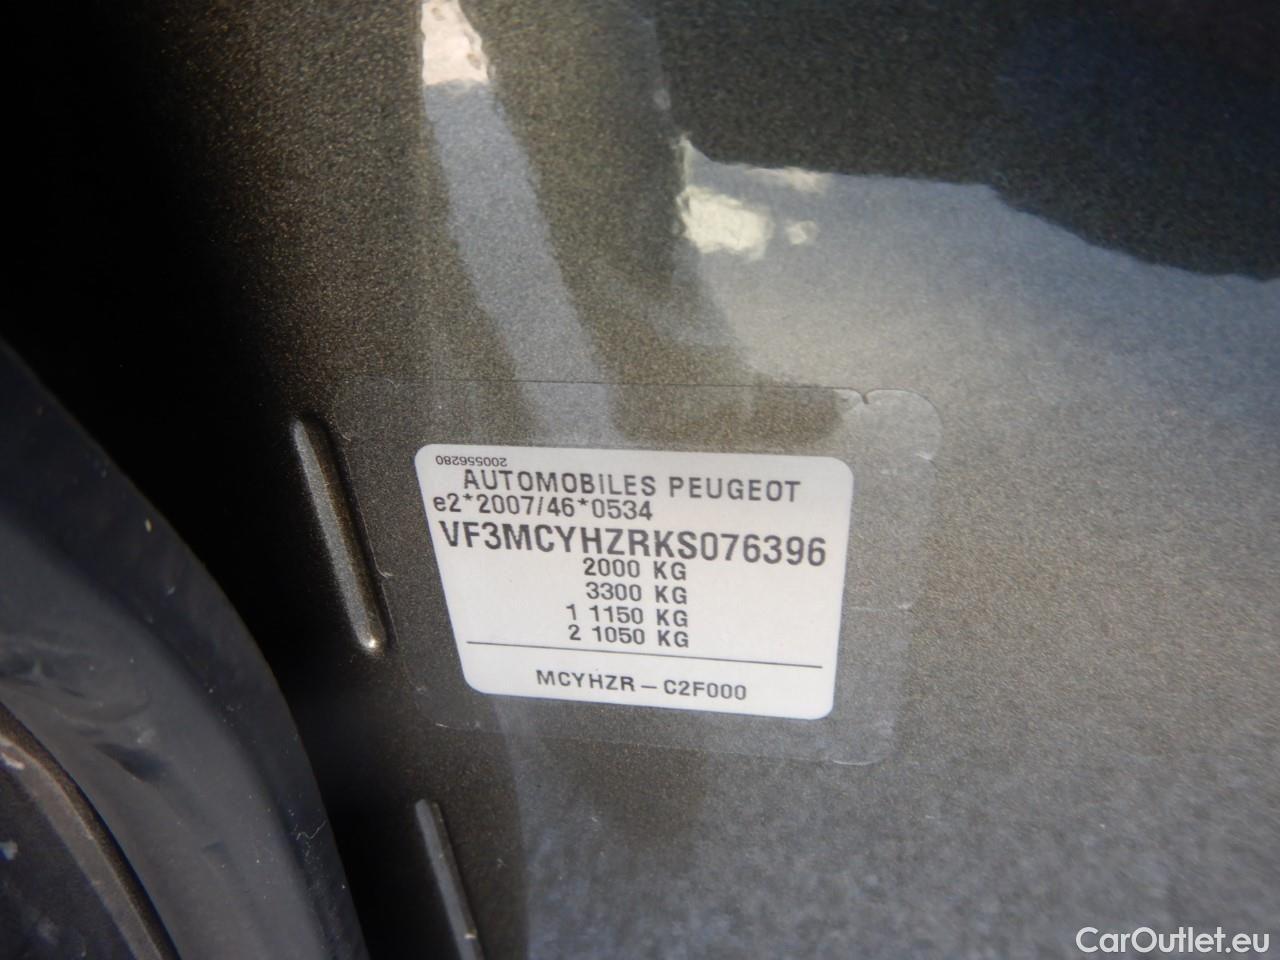 200556280
AUTOMOBILES PEUGEOT
e2*2007/46*0534
VF3MCYHZRKS076396
2000 KG
3300 KG
1 1150 KG
2 1050 KG
MCYHZR - C2F000
CarOutlet.eu